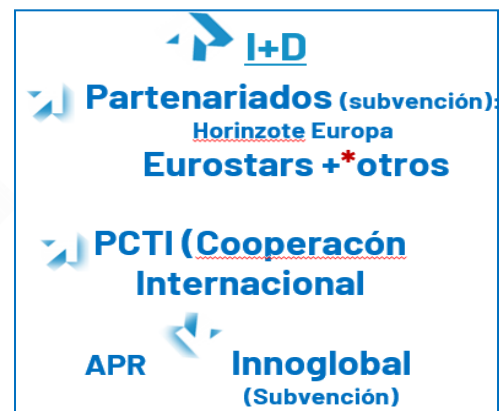 I+D
Partenariados (subvención):
Horinzote Europa
Eurostars +*otros
PCTI (Cooperacón
Internacional
APR Innoglobal
(Subvención)